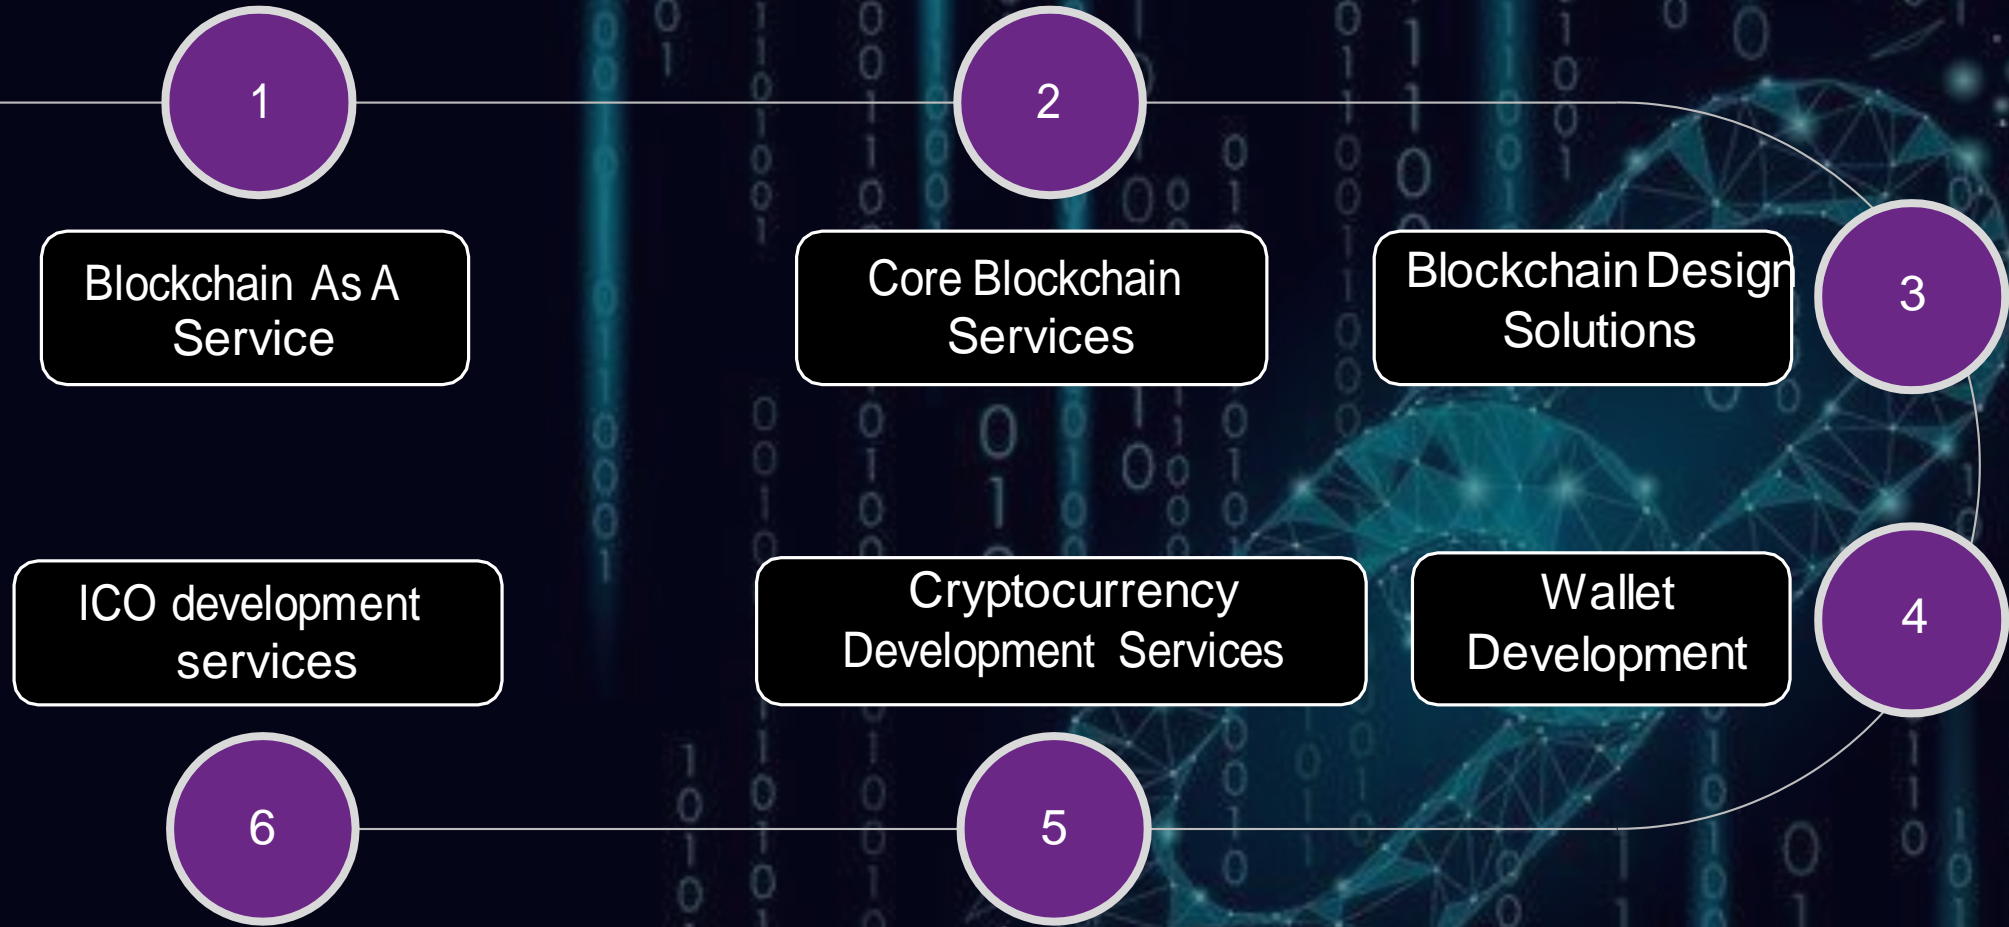 1
Blockchain As A
Service
2
Core Blockchain
Services
3
Blockchain Design
Solutions
4
Wallet
Development
5
Cryptocurrency
Development Services
6
ICO development
services